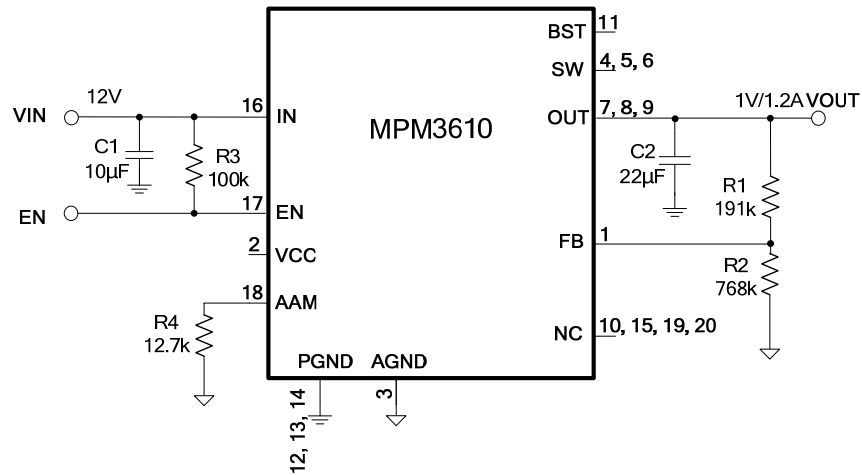 BST
11
SW
4, 5, 6
VIN
12V
16
IN
MPM3610
OUT
7, 8, 9
1V/1.2A VOUT
C1
10µF
R3
100k
C2
22µF
R1
191k
EN
17
EN
FB
1
2
VCC
R2
768k
18
AAM
R4
12.7k
NC
10, 15, 19, 20
PGND
AGND
12, 13, 14
3